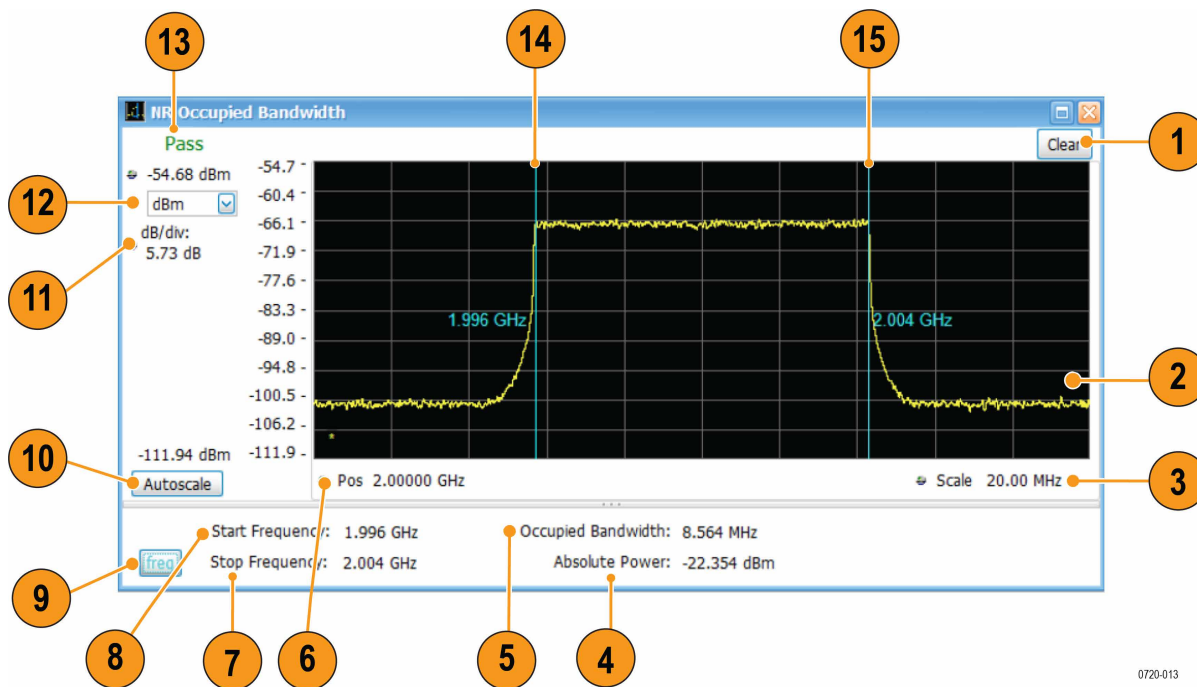 13
14
15
NR Occupied Bandwidth
Pass
Clear
1
-54.68 dBm
dBm
12
dB/div:
5.73 dB
11
-54.7
-60.4
-66.1
-71.9
-77.6
-83.3
-89.0
-94.8
-100.5
-106.2
-111.9
1.996 GHz
2.004 GHz
2
-111.94 dBm
10
Autoscale
Pos 2.00000 GHz
Scale 20.00 MHz
3
Start Frequency: 1.996 GHz
Occupied Bandwidth: 8.564 MHz
freq
Stop Frequency: 2.004 GHz
Absolute Power: -22.354 dBm
9
8
7
6
5
4
0720-013